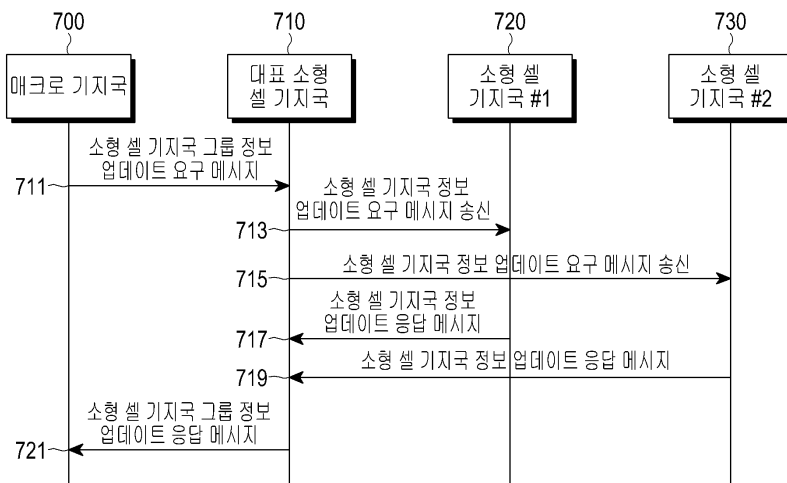 700
710
720
730
매크로 기지국
대표 소형
셀 기지국
소형 셀
기지국 #1
소형 셀
기지국 #2
소형 셀 기지국 그룹 정보
업데이트 요구 메시지
711
소형 셀 기지국 정보
업데이트 요구 메시지 송신
713
소형 셀 기지국 정보 업데이트 요구 메시지 송신
715
소형 셀 기지국 정보
업데이트 응답 메시지
717
소형 셀 기지국 정보 업데이트 응답 메시지
719
소형 셀 기지국 그룹 정보
업데이트 응답 메시지
721